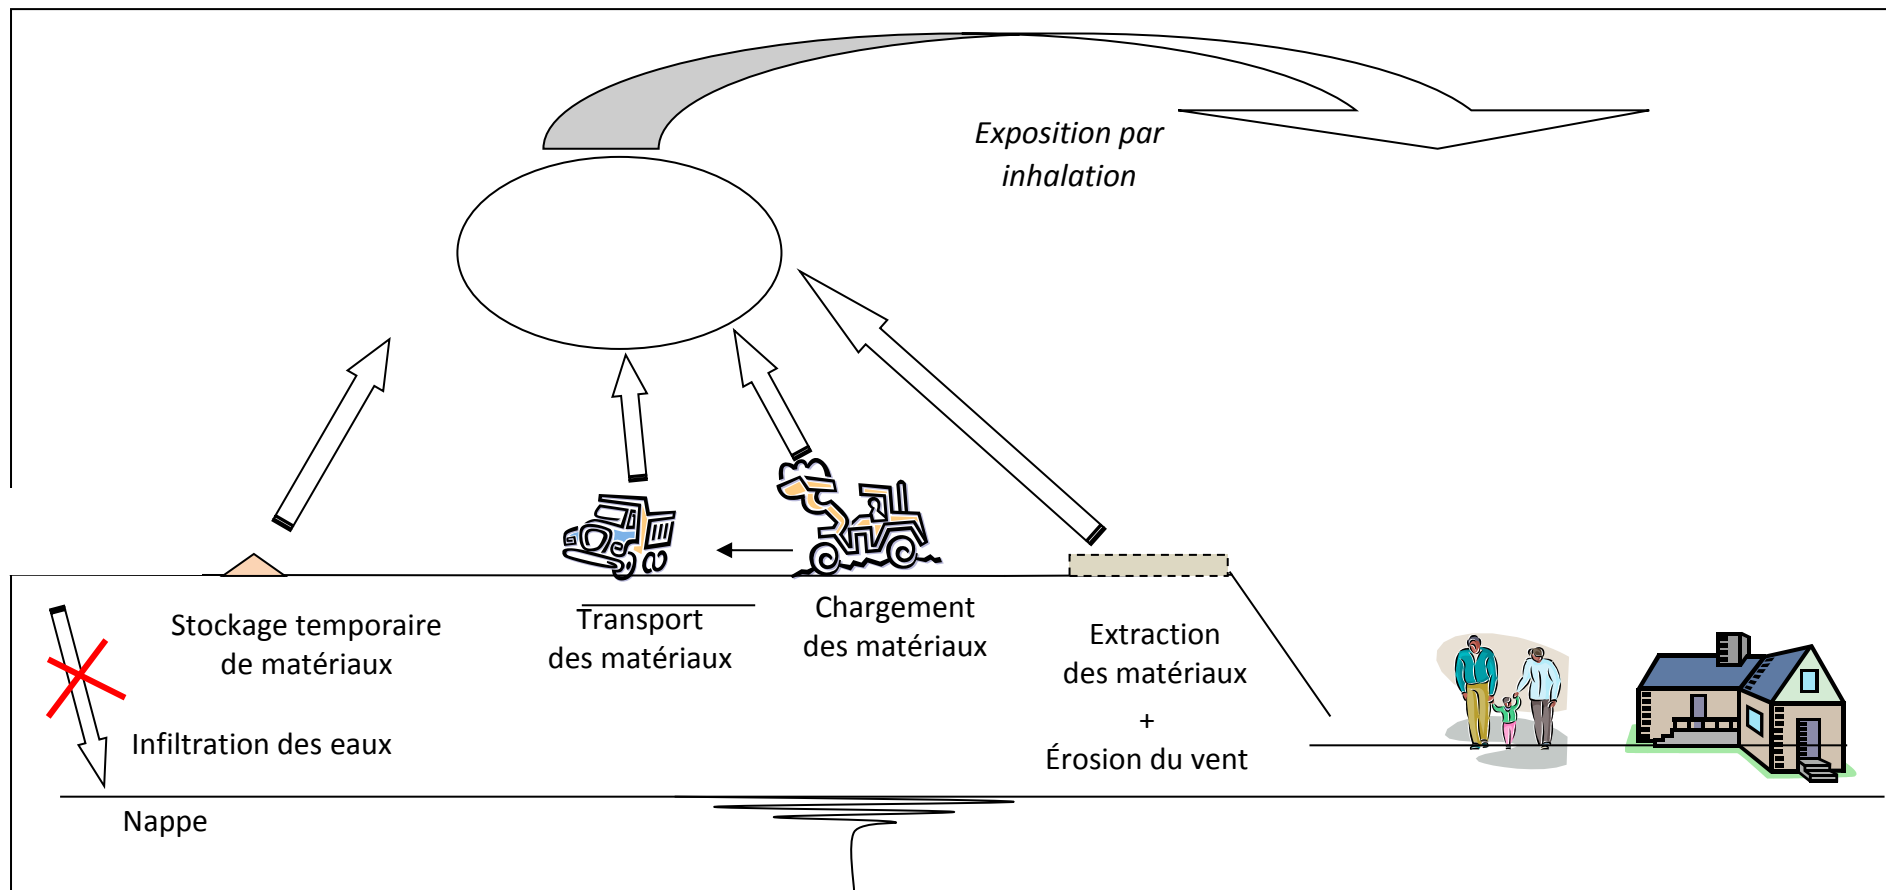 Exposition par
inhalation
Stockage temporaire
de matériaux
Transport
des matériaux
Chargement
des matériaux
Extraction
des matériaux
+
Érosion du vent
Infiltration des eaux
Nappe